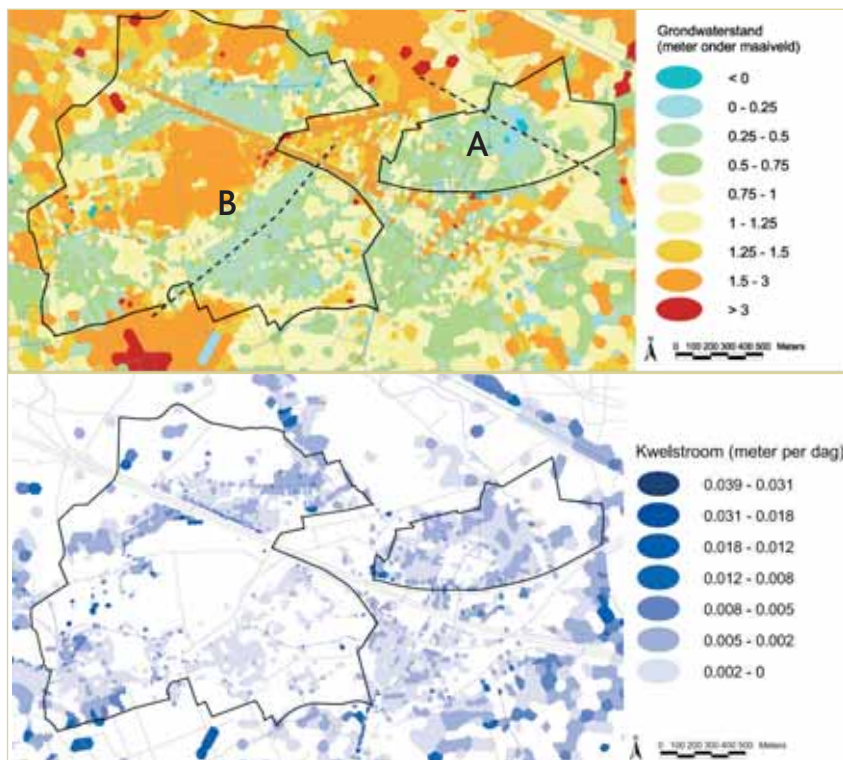 Grondwaterstand
(meter onder maaiveld)
< 0
0 - 0.25
0.25 - 0.5
0.5 - 0.75
0.75 - 1
1 - 1.25
1.25 - 1.5
1.5 - 3
> 3
0 100 200 300 400 500 Meters
A
B
Kwelstroom (meter per dag)
0.039 - 0.031
0.031 - 0.018
0.018 - 0.012
0.012 - 0.008
0.008 - 0.005
0.005 - 0.002
0.002 - 0
0 100 200 300 400 500 Meters